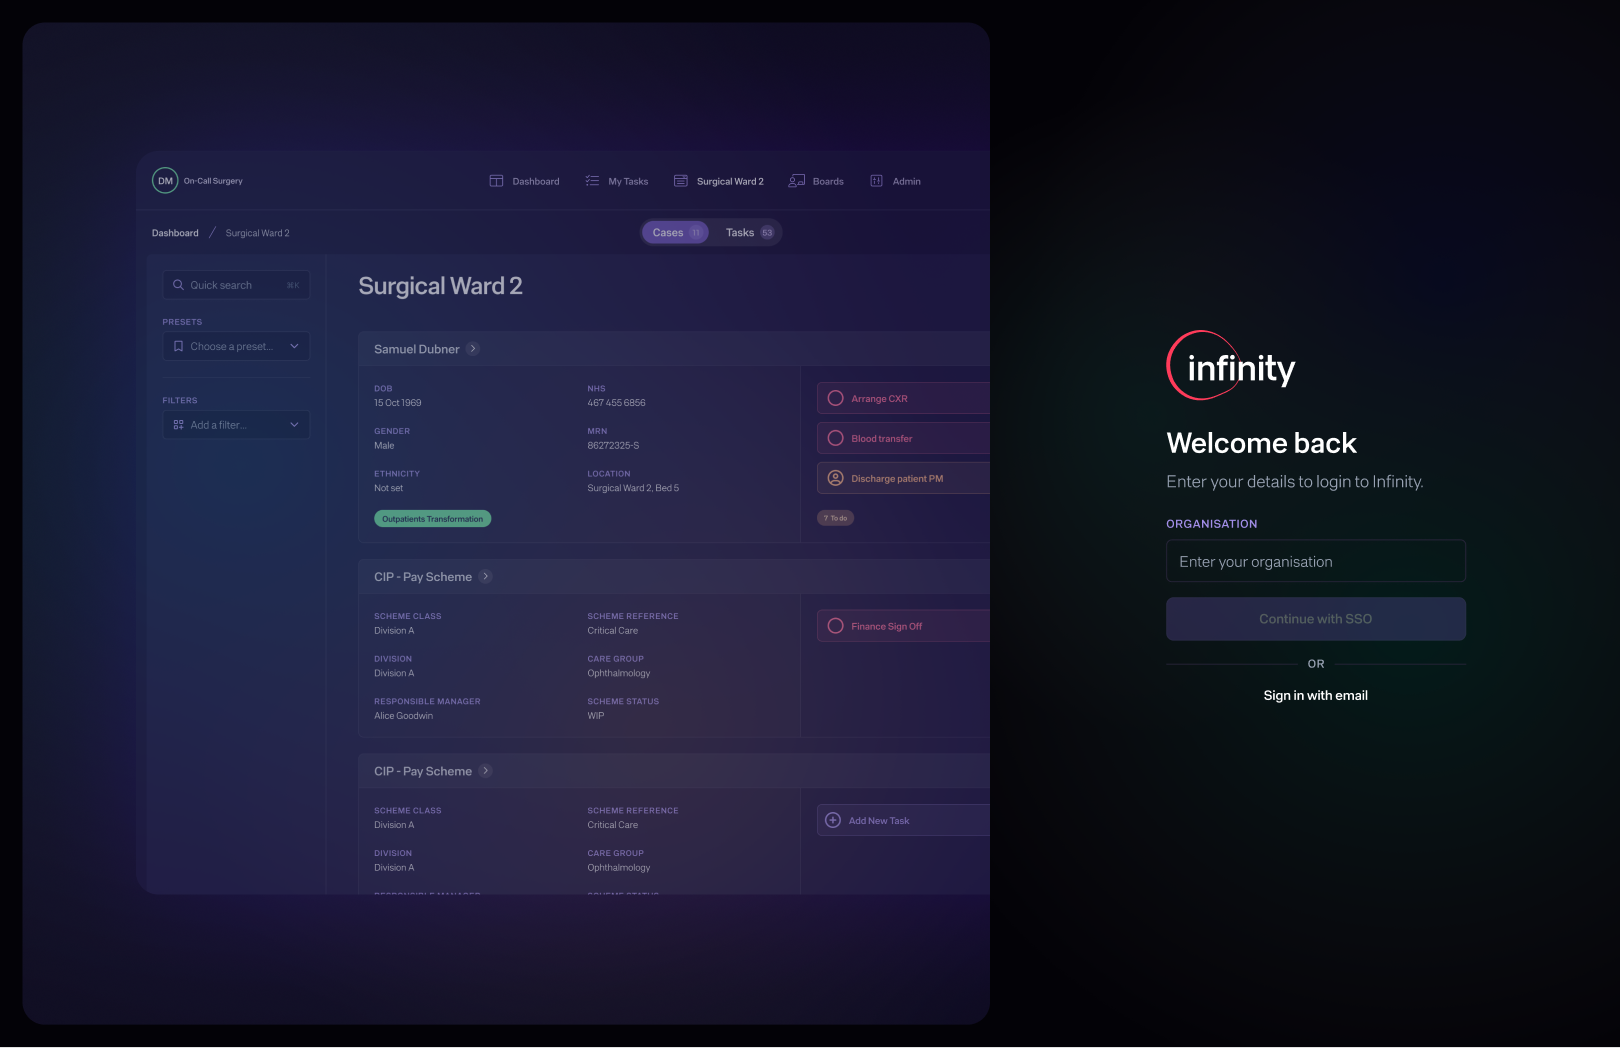 DM
On-Call Surgery
Dashboard
My Tasks
Surgical Ward 2
Boards
Admin
Dashboard / Surgical Ward 2
Cases 11
Tasks 53
Quick search
PRESETS
Choose a preset...
FILTERS
Add a filter...
Surgical Ward 2
Samuel Dubner
DOB
15 Oct 1969
NHS
467 455 6856
GENDER
Male
MRN
86272325-S
ETHNICITY
Not set
LOCATION
Surgical Ward 2, Bed 5
Outpatients Transformation
Arrange CXR
Blood transfer
Discharge patient PM
7 To do
CIP - Pay Scheme
SCHEME CLASS
Division A
SCHEME REFERENCE
Critical Care
DIVISION
Division A
CARE GROUP
Ophthalmology
RESPONSIBLE MANAGER
Alice Goodwin
SCHEME STATUS
WIP
Finance Sign Off
CIP - Pay Scheme
SCHEME CLASS
Division A
SCHEME REFERENCE
Critical Care
DIVISION
Division A
CARE GROUP
Ophthalmology
RESPONSIBLE MANAGER
SCHEME STATUS
Add New Task
infinity
Welcome back
Enter your details to login to Infinity.
ORGANISATION
Enter your organisation
Continue with SSO
OR
Sign in with email